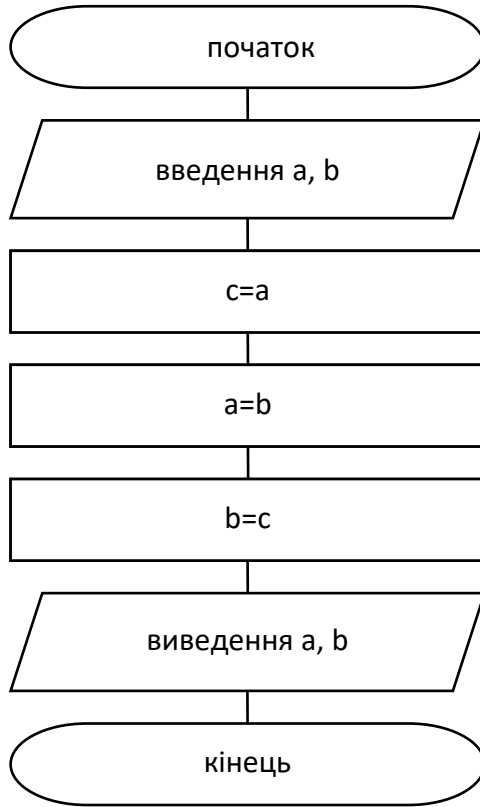 початок
введення a, b
c=a
a=b
b=c
виведення a, b
кінець